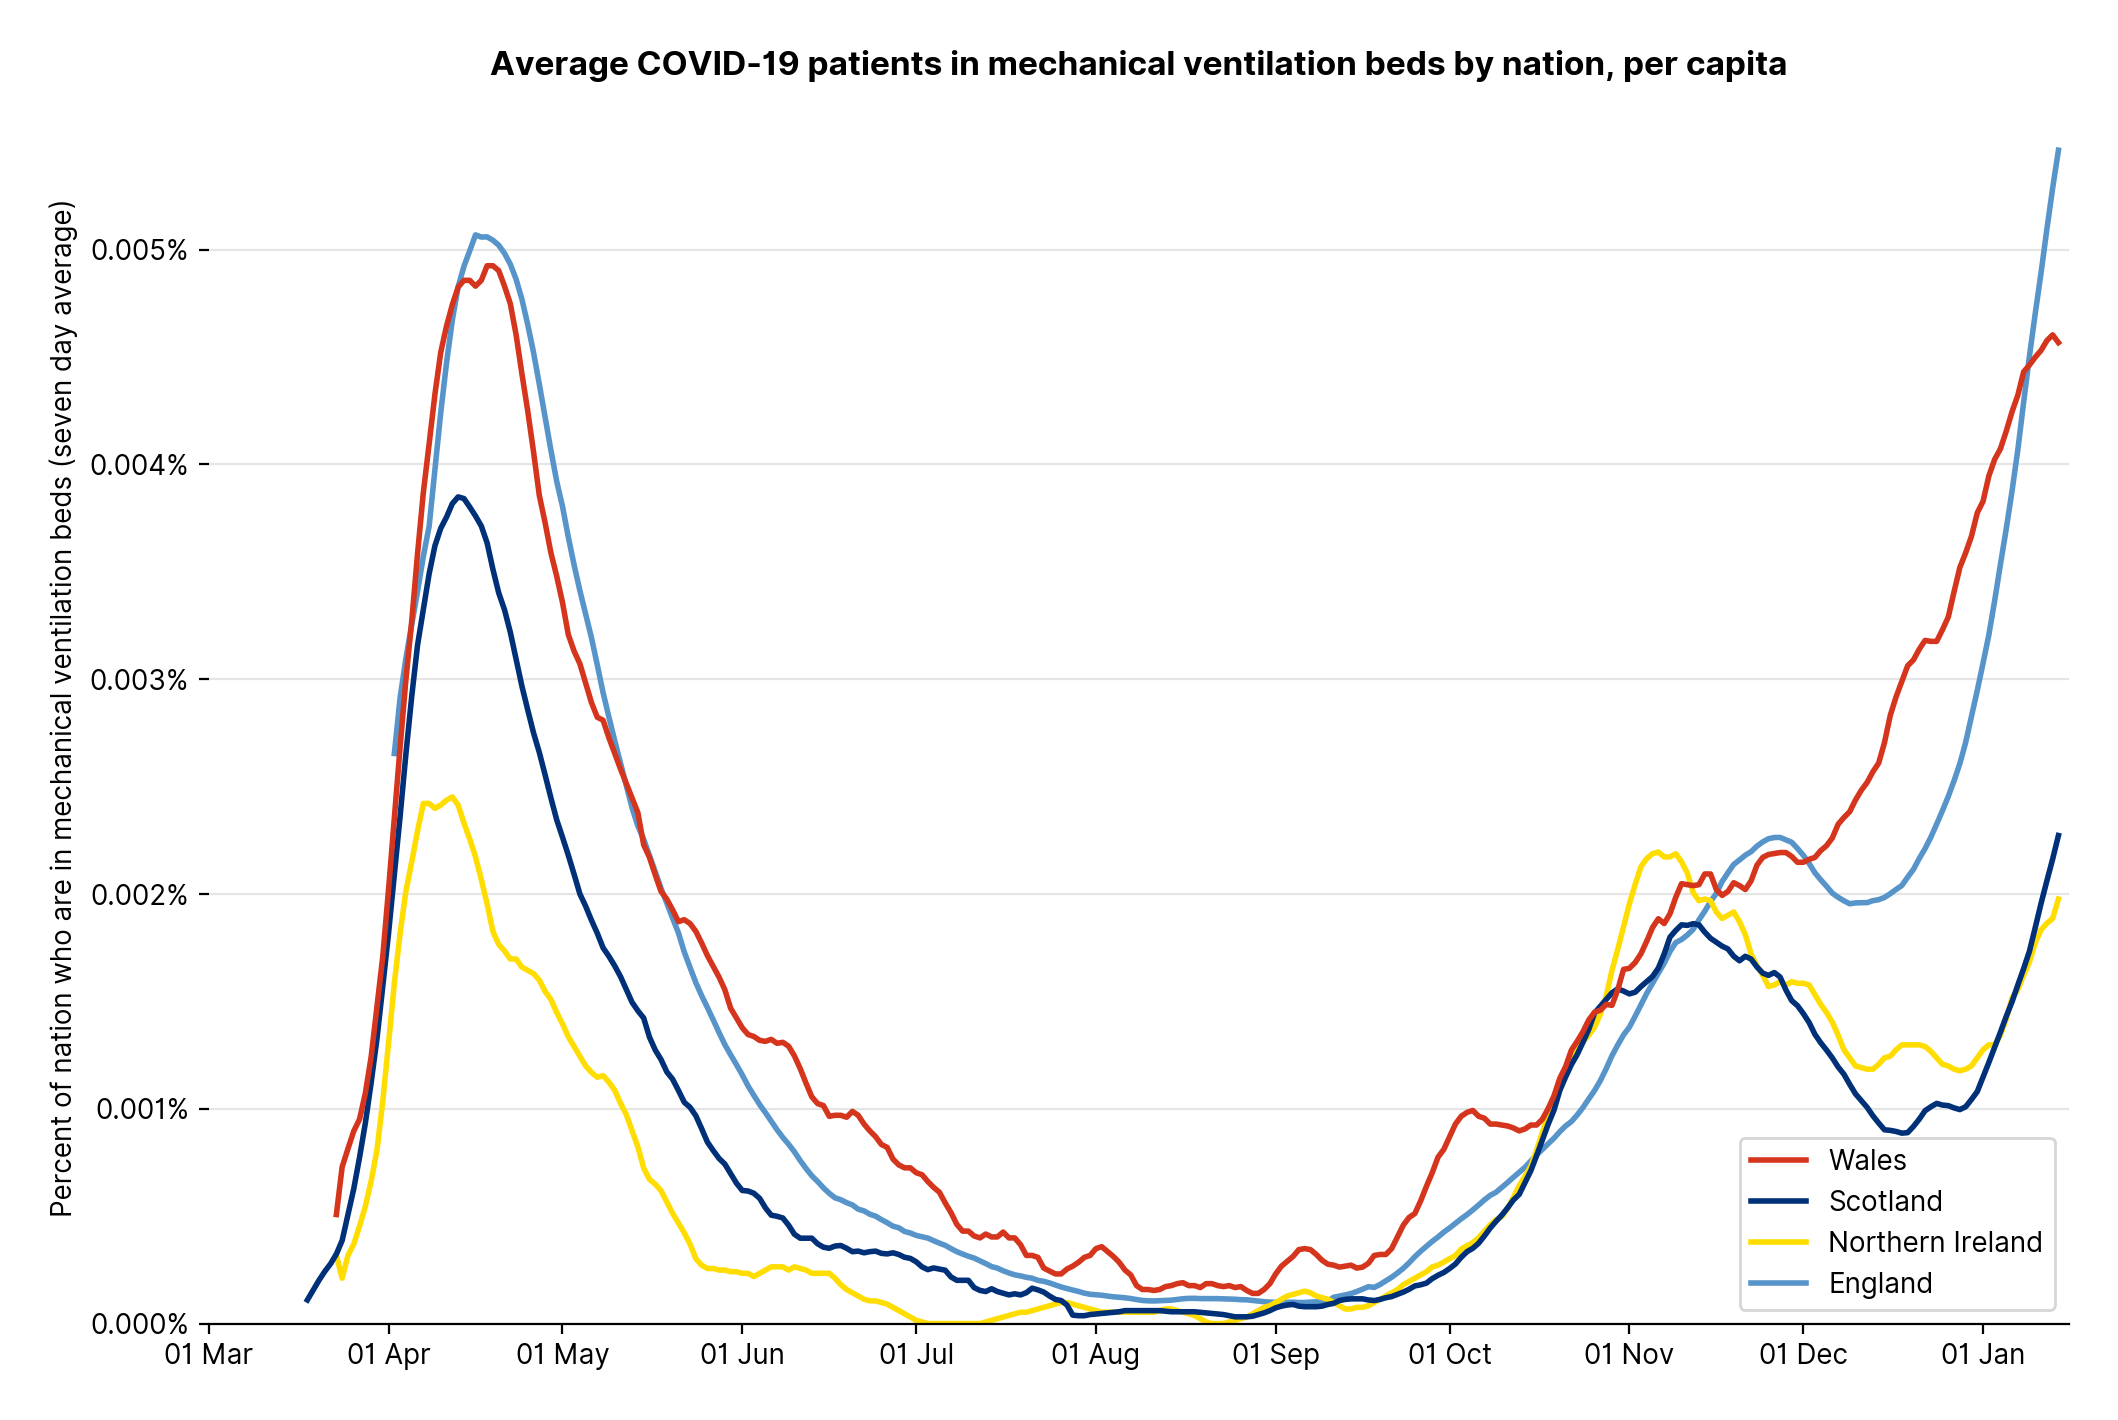 Average COVID-19 patients in mechanical ventilation beds by nation, per capita
Percent of nation who are in mechanical ventilation beds (seven day average)
0.005%
0.004%
0.003%
0.002%
0.001%
0.000%
01 Mar
01 Apr
01 May
01 Jun
01 Jul
01 Aug
01 Sep
01 Oct
01 Nov
01 Dec
01 Jan
Wales
Scotland
Northern Ireland
England